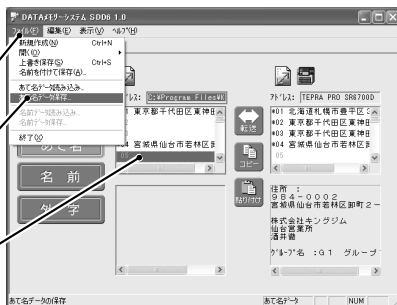 DATAﾒﾓﾘｰｼｽﾃﾑ SDD6 1.0
ﾌｧｲﾙ(F) 編集(E) 表示(V) ﾍﾙﾌﾟ(H)
新規作成(N) Ctrl+N
開く(O)
上書き保存(S) Ctrl+S
名前を付けて保存(A)...
あて名ﾃﾞｰﾀ読み込み...
あて名ﾃﾞｰﾀ保存...
名前ﾃﾞｰﾀ読み込み...
名前ﾃﾞｰﾀ保存...
終了(X)
ﾚｽ: C:¥Program Files¥K
ｱﾄﾞﾚｽ: TEPRA PRO SR6700D
1 東京都千代田区東神田
2
3
04 宮城県仙台市若林区卸
05
転送
コピー
貼り付け
*01 北海道札幌市豊平区
*02 東京都千代田区東神田
*03 東京都千代田区東神田
*04 宮城県仙台市若林区卸
05
あて名
名前
外字
住所 :
984-0002
宮城県仙台市若林区卸町2-
株式会社キングジム
仙台営業所
酒井徹
ｸﾞﾙｰﾌﾟ名 :G1 グループ
あて名ﾃﾞｰﾀの保存
あて名ﾃﾞｰﾀ
NUM